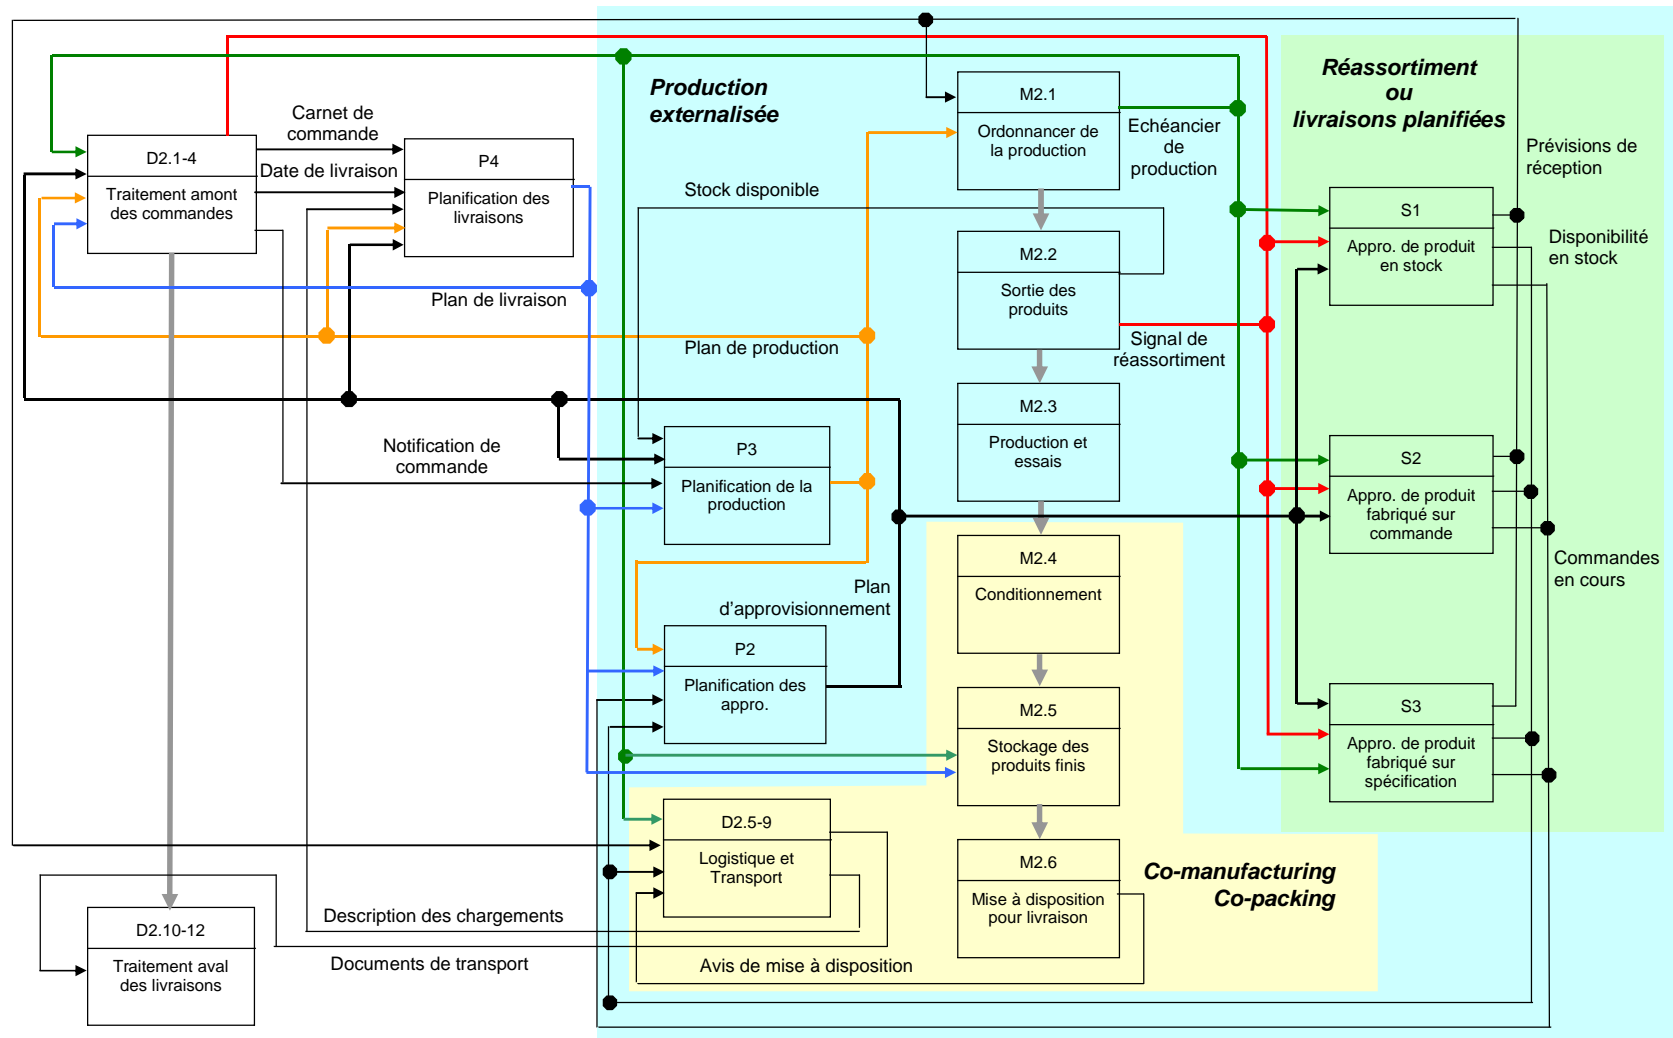 Production
externalisée
Réassortiment
ou
livraisons planifiées
Carnet de
commande
Date de livraison
D2.1-4
Traitement amont
des commandes
P4
Planification des
livraisons
Stock disponible
M2.1
Ordonnancer de
la production
Echéancier
de
production
Prévisions de
réception
S1
Appro. de produit
en stock
Disponibilité
en stock
M2.2
Sortie des
produits
Plan de livraison
Plan de production
Signal de
réassortiment
M2.3
Production et
essais
Notification de
commande
P3
Planification de la
production
S2
Appro. de produit
fabriqué sur
commande
Commandes
en cours
M2.4
Conditionnement
Plan
d'approvisionnement
P2
Planification des
appro.
M2.5
Stockage des
produits finis
S3
Appro. de produit
fabriqué sur
spécification
D2.5-9
Logistique et
Transport
M2.6
Mise à disposition
pour livraison
Co-manufacturing
Co-packing
Description des chargements
D2.10-12
Traitement aval
des livraisons
Documents de transport
Avis de mise à disposition